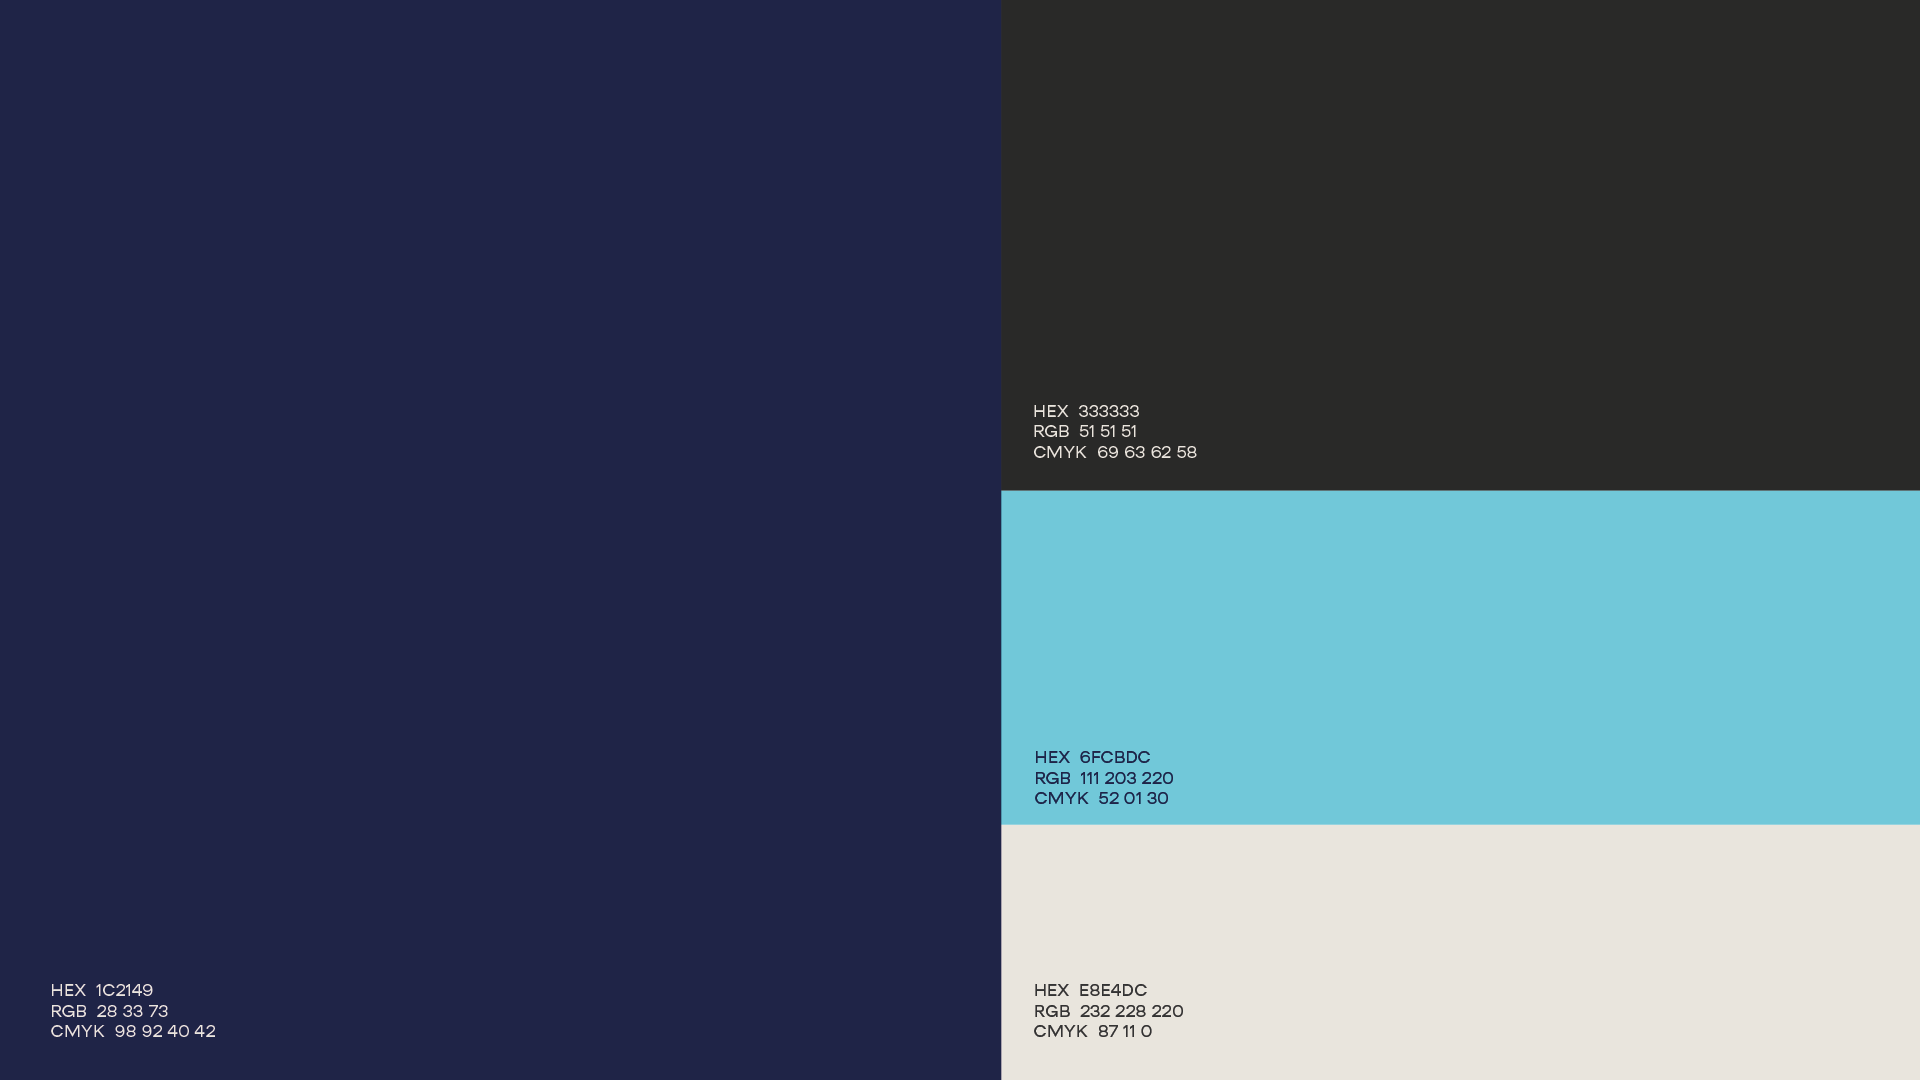 HEX 333333
RGB 51 51 51
CMYK 69 63 62 58
HEX 6FCBDC
RGB 111 203 220
CMYK 52 01 30
HEX 1C2149
RGB 28 33 73
CMYK 98 92 40 42
HEX E8E4DC
RGB 232 228 220
CMYK 87 11 0